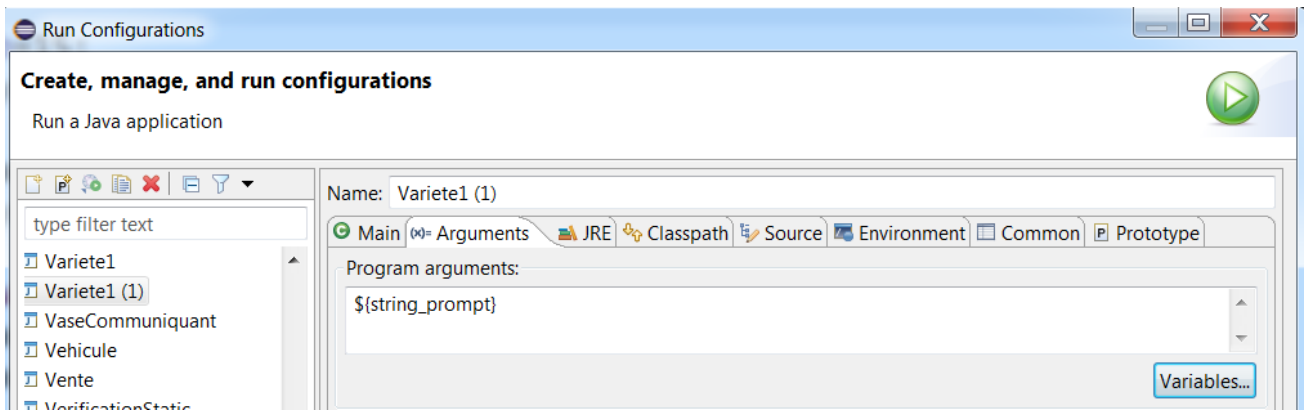 Run Configurations
Create, manage, and run configurations
Run a Java application
type filter text
Variete1
Variete1 (1)
VaseCommuniquant
Vehicule
Vente
VerificationStatic
Name: Variete1 (1)
Main (x)= Arguments JRE Classpath Source Environment Common P Prototype
Program arguments:
${string_prompt}
Variables...